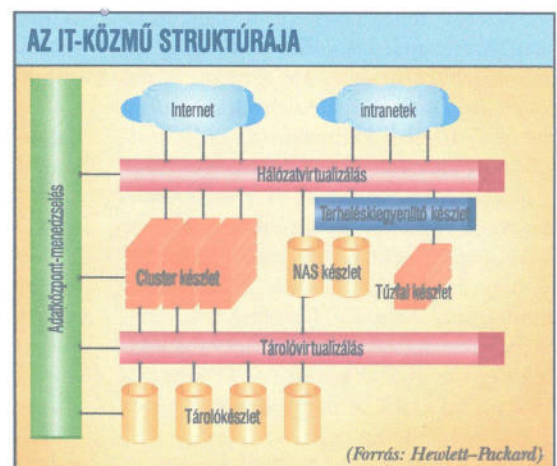 AZ IT-KÖZMŰ STRUKTÚRÁJA
Internet
intranetek
Hálózatvirtualizálás
Terheléskiegyenlítő készlet
Cluster készlet
NAS készlet
Tűzfal készlet
Adatközpont-menedzselés
Tárolóvirtualizálás
Tárolókészlet
(Forrás: Hewlett–Packard)